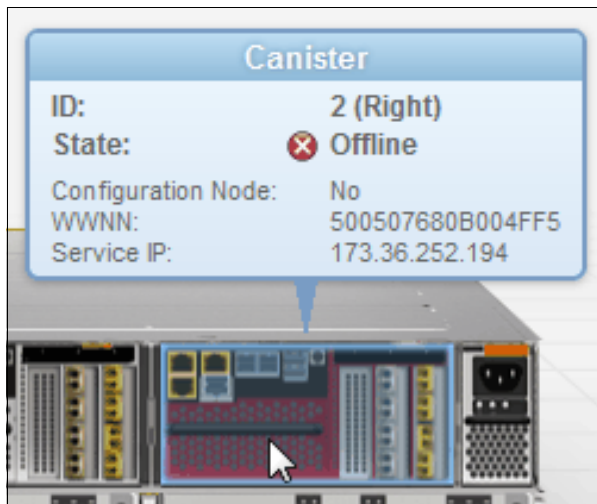 Canister
ID: 2 (Right)
State: Offline
Configuration Node: No
WWNN: 500507680B004FF5
Service IP: 173.36.252.194